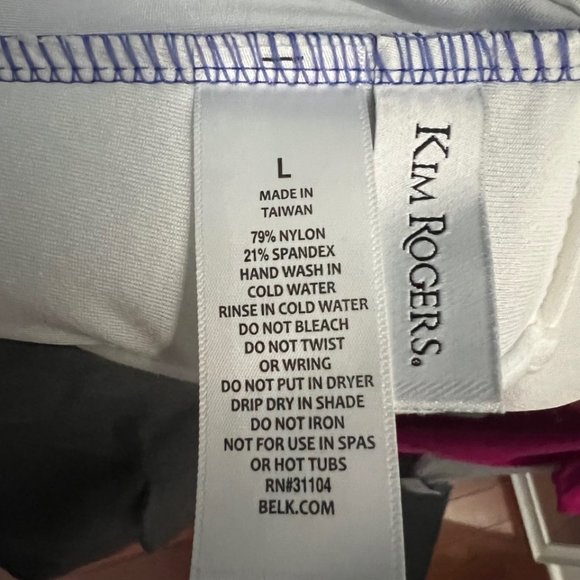 L
MADE IN
TAIWAN
79% NYLON
21% SPANDEX
HAND WASH IN
COLD WATER
RINSE IN COLD WATER
DO NOT BLEACH
DO NOT TWIST
OR WRING
DO NOT PUT IN DRYER
DRIP DRY IN SHADE
DO NOT IRON
NOT FOR USE IN SPAS
OR HOT TUBS
RN#31104
BELK.COM
KIM ROGERS®